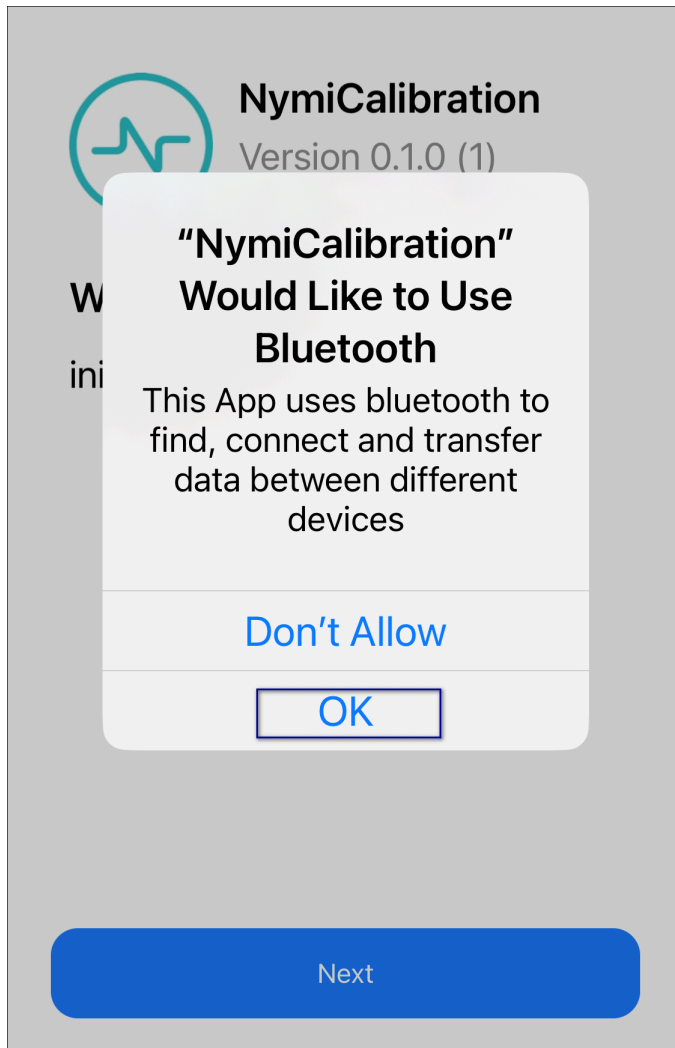 NymiCalibration
Version 0.1.0 (1)
“NymiCalibration”
Would Like to Use
Bluetooth
This App uses bluetooth to
find, connect and transfer
data between different
devices
Don’t Allow
OK
Next